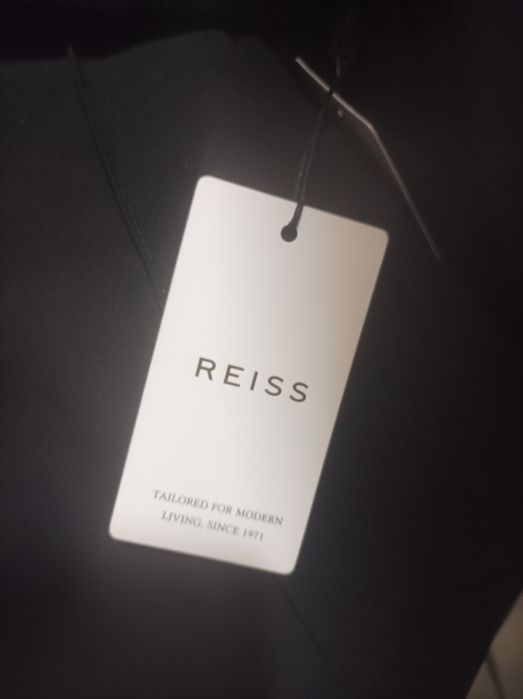 REISS
TAILORED FOR MODERN
LIVING, SINCE 1971